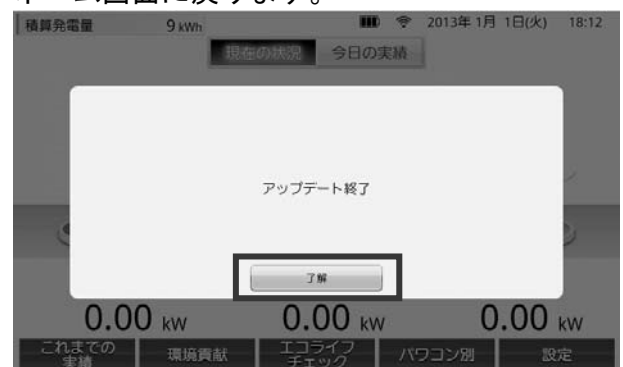 ホーム画面に戻ります。
積算発電量 9 kWh 2013年 1月 1日(火) 18:12
現在の状況 今日の実績
アップデート終了
了解
0.00 kW 0.00 kW 0.00 kW
これまでの
実績
環境貢献
エコライフ
チェック
パワコン別
設定